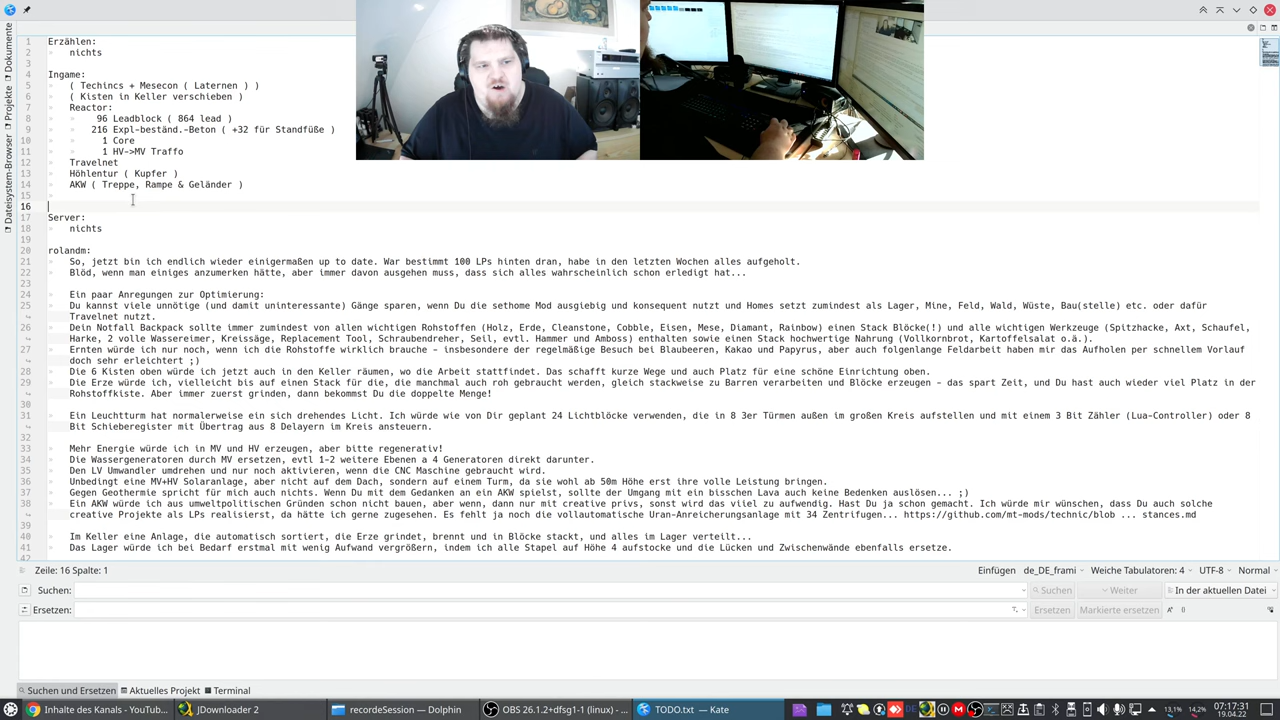 Erzählen:
nichts
Ingame:
( Techincs + Mesecon ( Laternen ) )
( Kisten in Keller verschieben )
Reactor:
96 Leadblock ( 864 lead )
216 Expl-beständ.-Beton ( +32 für Standfüße )
1 Core
1 HV->MV Traffo
Travelnet
Höhlentur ( Kupfer )
AKW ( Treppe, Rampe & Geländer )
Server:
nichts
rolandm:
So, jetzt bin ich endlich wieder einigermaßen up to date. War bestimmt 100 LPs hinten dran, habe in den letzten Wochen alles aufgeholt.
Blöd, wenn man einiges anzumerken hätte, aber immer davon ausgehen muss, dass sich alles wahrscheinlich schon erledigt hat...
Ein paar Anregungen zur Optimierung:
Du kannst viele unnötige (und damit uninteressante) Gänge sparen, wenn Du die sethome Mod ausgiebig und konsequent nutzt und Homes setzt zumindest als Lager, Mine, Feld, Wald, Wüste, Bau(stelle) etc. oder dafür
Travelnet nutzt.
Dein Notfall Backpack sollte immer zumindest von allen wichtigen Rohstoffen (Holz, Erde, Cleanstone, Cobble, Eisen, Mese, Diamant, Rainbow) einen Stack Blöcke(!) und alle wichtigen Werkzeuge (Spitzhacke, Axt, Schaufel,
Harke, 2 volle Wassereimer, Kreissäge, Replacement Tool, Schraubendreher, Seil, evtl. Hammer und Amboss) enthalten sowie einen Stack hochwertige Nahrung (Vollkornbrot, Kartoffelsalat o.ä.).
Ernten würde ich nur noch, wenn ich die Rohstoffe wirklich brauche - insbesondere der regelmäßige Besuch bei Blaubeeren, Kakao und Papyrus, aber auch folgenlange Feldarbeit haben mir das Aufholen per schnellem Vorlauf
doch sehr erleichtert ;)
Die 6 Kisten oben würde ich jetzt auch in den Keller räumen, wo die Arbeit stattfindet. Das schafft kurze Wege und auch Platz für eine schöne Einrichtung oben.
Die Erze würde ich, vielleicht bis auf einen Stack für die, die manchmal auch roh gebraucht werden, gleich stackweise zu Barren verarbeiten und Blöcke erzeugen - das spart Zeit, und Du hast auch wieder viel Platz in der
Rohstoffkiste. Aber immer zuerst grinden, dann bekommst Du die doppelte Menge!
Ein Leuchtturm hat normalerweise ein sich drehendes Licht. Ich würde wie von Dir geplant 24 Lichtblöcke verwenden, die in 8 3er Türmen außen im großen Kreis aufstellen und mit einem 3 Bit Zähler (Lua-Controller) oder 8
Bit Schieberegister mit Übertrag aus 8 Delayern im Kreis ansteuern.
Mehr Energie würde ich in MV und HV erzeugen, aber bitte regenerativ!
Die Wassergeneratoren durch MV ersetzen, evtl 1-2 weitere Ebenen a 4 Generatoren direkt darunter.
Den LV Umwandler umdrehen und nur noch aktivieren, wenn die CNC Maschine gebraucht wird.
Unbedingt eine MV+HV Solaranlage, aber nicht auf dem Dach, sondern auf einem Turm, da sie wohl ab 50m Höhe erst ihre volle Leistung bringen.
Gegen Geothermie spricht für mich auch nichts. Wenn Du mit dem Gedanken an ein AKW spielst, sollte der Umgang mit ein bisschen Lava auch keine Bedenken auslösen... ;)
Ein AKW würde ich aus umweltpolitischen Gründen schon nicht bauen, aber wenn, dann nur mit creative privs, sonst wird das viiel zu aufwendig. Hast Du ja schon gemacht. Ich würde mir wünschen, dass Du auch solche
creative Projekte als LPs realisierst, da hätte ich gerne zugesehen. Es fehlt ja noch die vollautomatische Uran-Anreicherungsanlage mit 34 Zentrifugen... https://github.com/mt-mods/technic/blob ... stances.md
Im Keller eine Anlage, die automatisch sortiert, die Erze grindet, brennt und in Blöcke stackt, und alles im Lager verteilt...
Das Lager würde ich bei Bedarf erstmal mit wenig Aufwand vergrößern, indem ich alle Stapel auf Höhe 4 aufstocke und die Lücken und Zwischenwände ebenfalls ersetze.
Dokumente
Projekte
Dateisystem-Browser
Zeile: 16 Spalte: 1
Einfügen
de_DE_frami
Weiche Tabulatoren: 4
UTF-8
Normal
Suchen:
Suchen
Weiter
In der aktuellen Datei
Ersetzen:
Ersetzen
Markierte ersetzen
Suchen und Ersetzen
Aktuelles Projekt
Terminal
Inhalte des Kanals - YouTub...
JDownloader 2
recordeSession — Dolphin
OBS 26.1.2+dfsg1-1 (linux) -...
TODO.txt — Kate
DE
13,1%
14,2%
07:17:31
19.04.22